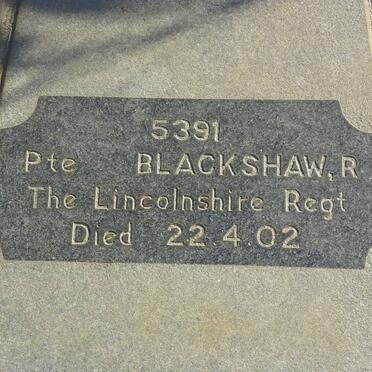 5391
Pte BLACKSHAW, R
The Lincolnshire Regt
Died 22.4.02